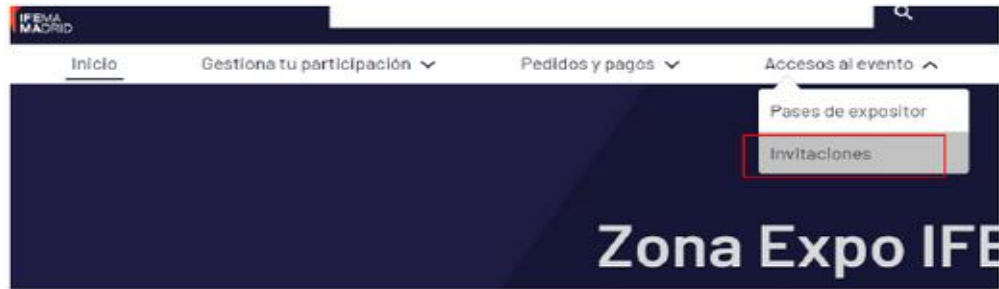 IFEMA
MADRID
Inicio
Gestiona tu participación
Pedidos y pagos
Accesos al evento
Pases de expositor
Invitaciones
Zona Expo IFE